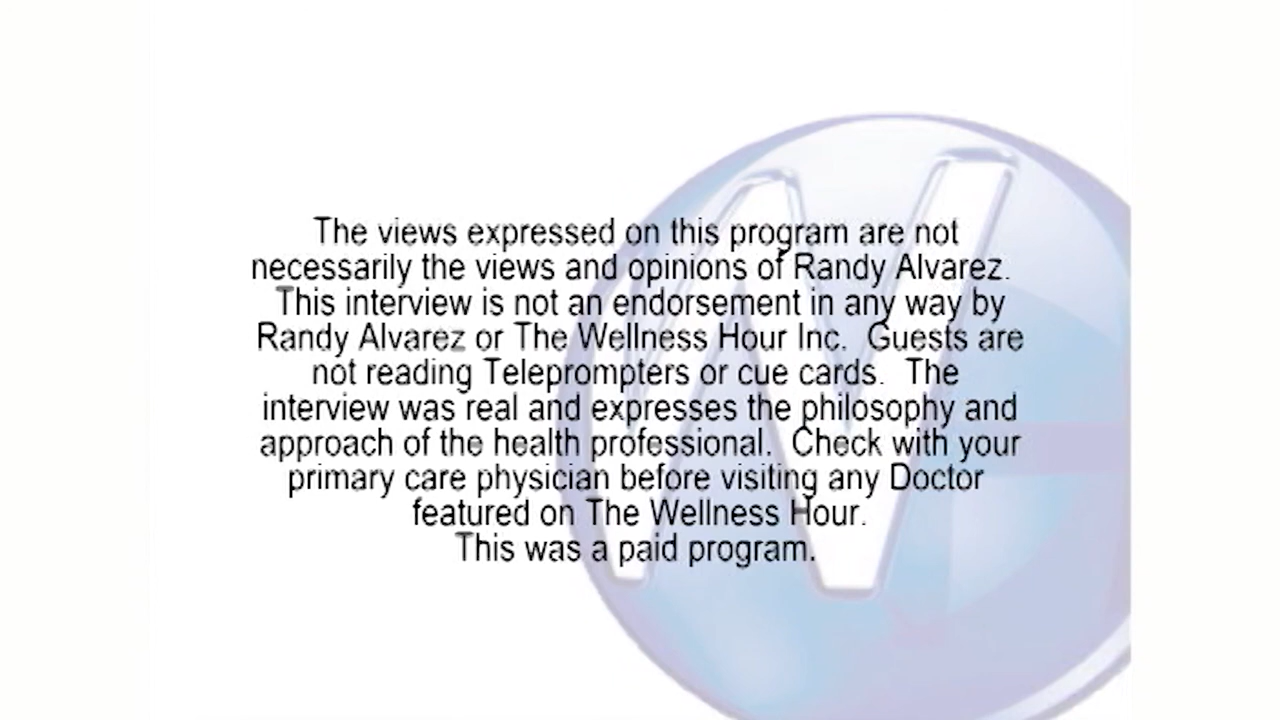 The views expressed on this program are not
necessarily the views and opinions of Randy Alvarez.
This interview is not an endorsement in any way by
Randy Alvarez or The Wellness Hour Inc.  Guests are
not reading Teleprompters or cue cards.  The
interview was real and expresses the philosophy and
approach of the health professional.  Check with your
primary care physician before visiting any Doctor
featured on The Wellness Hour.
This was a paid program.